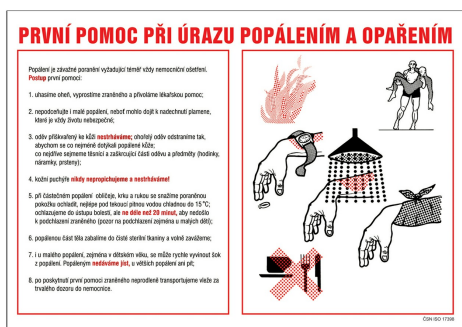 PRVNÍ POMOC PŘI ÚRAZU POPÁLENÍM A OPAŘENÍM
Popálení je závažné poranění vyžadující téměř vždy nemocniční ošetření.
Postup první pomoci:
1. uhasíme oheň, vyprostíme zraněného a přivoláme lékařskou pomoc;
2. nepodceňujte i malé popálení, neboť mohlo dojít k nadechnutí plamene,
které je vždy životu nebezpečné;
3. oděv přiškvařený ke kůži nestrháváme; ohořelý oděv odstraníme tak,
abychom se co nejméně dotýkali popálené kůže;
co nejdříve sejmeme těsnící a zaškrcující části oděvu a předměty (hodinky,
náramky, prsteny);
4. kožní puchýře nikdy nepropichujeme a nestrháváme!
5. při částečném popálení obličeje, krku a rukou se snažíme poraněnou
pokožku ochladit, nejlépe pod tekoucí pitnou vodou chladnou do 15°C;
ochlazujeme do ústupu bolesti, ale ne déle než 20 minut, aby nedošlo
k podchlazení zraněného (pozor na podchlazení zejména u malých dětí);
6. popálenou část těla zabalíme do čisté sterilní tkaniny a volně zavážeme;
7. i u malého popálení, zejména v dětském věku, se může rychle vyvinout šok
z popálení. Popáleným nedáváme jíst, u větších popálení ani pít;
8. po poskytnutí první pomoci zraněného neprodleně transportujeme vleže za
trvalého dozoru do nemocnice.
ČSN ISO 17398